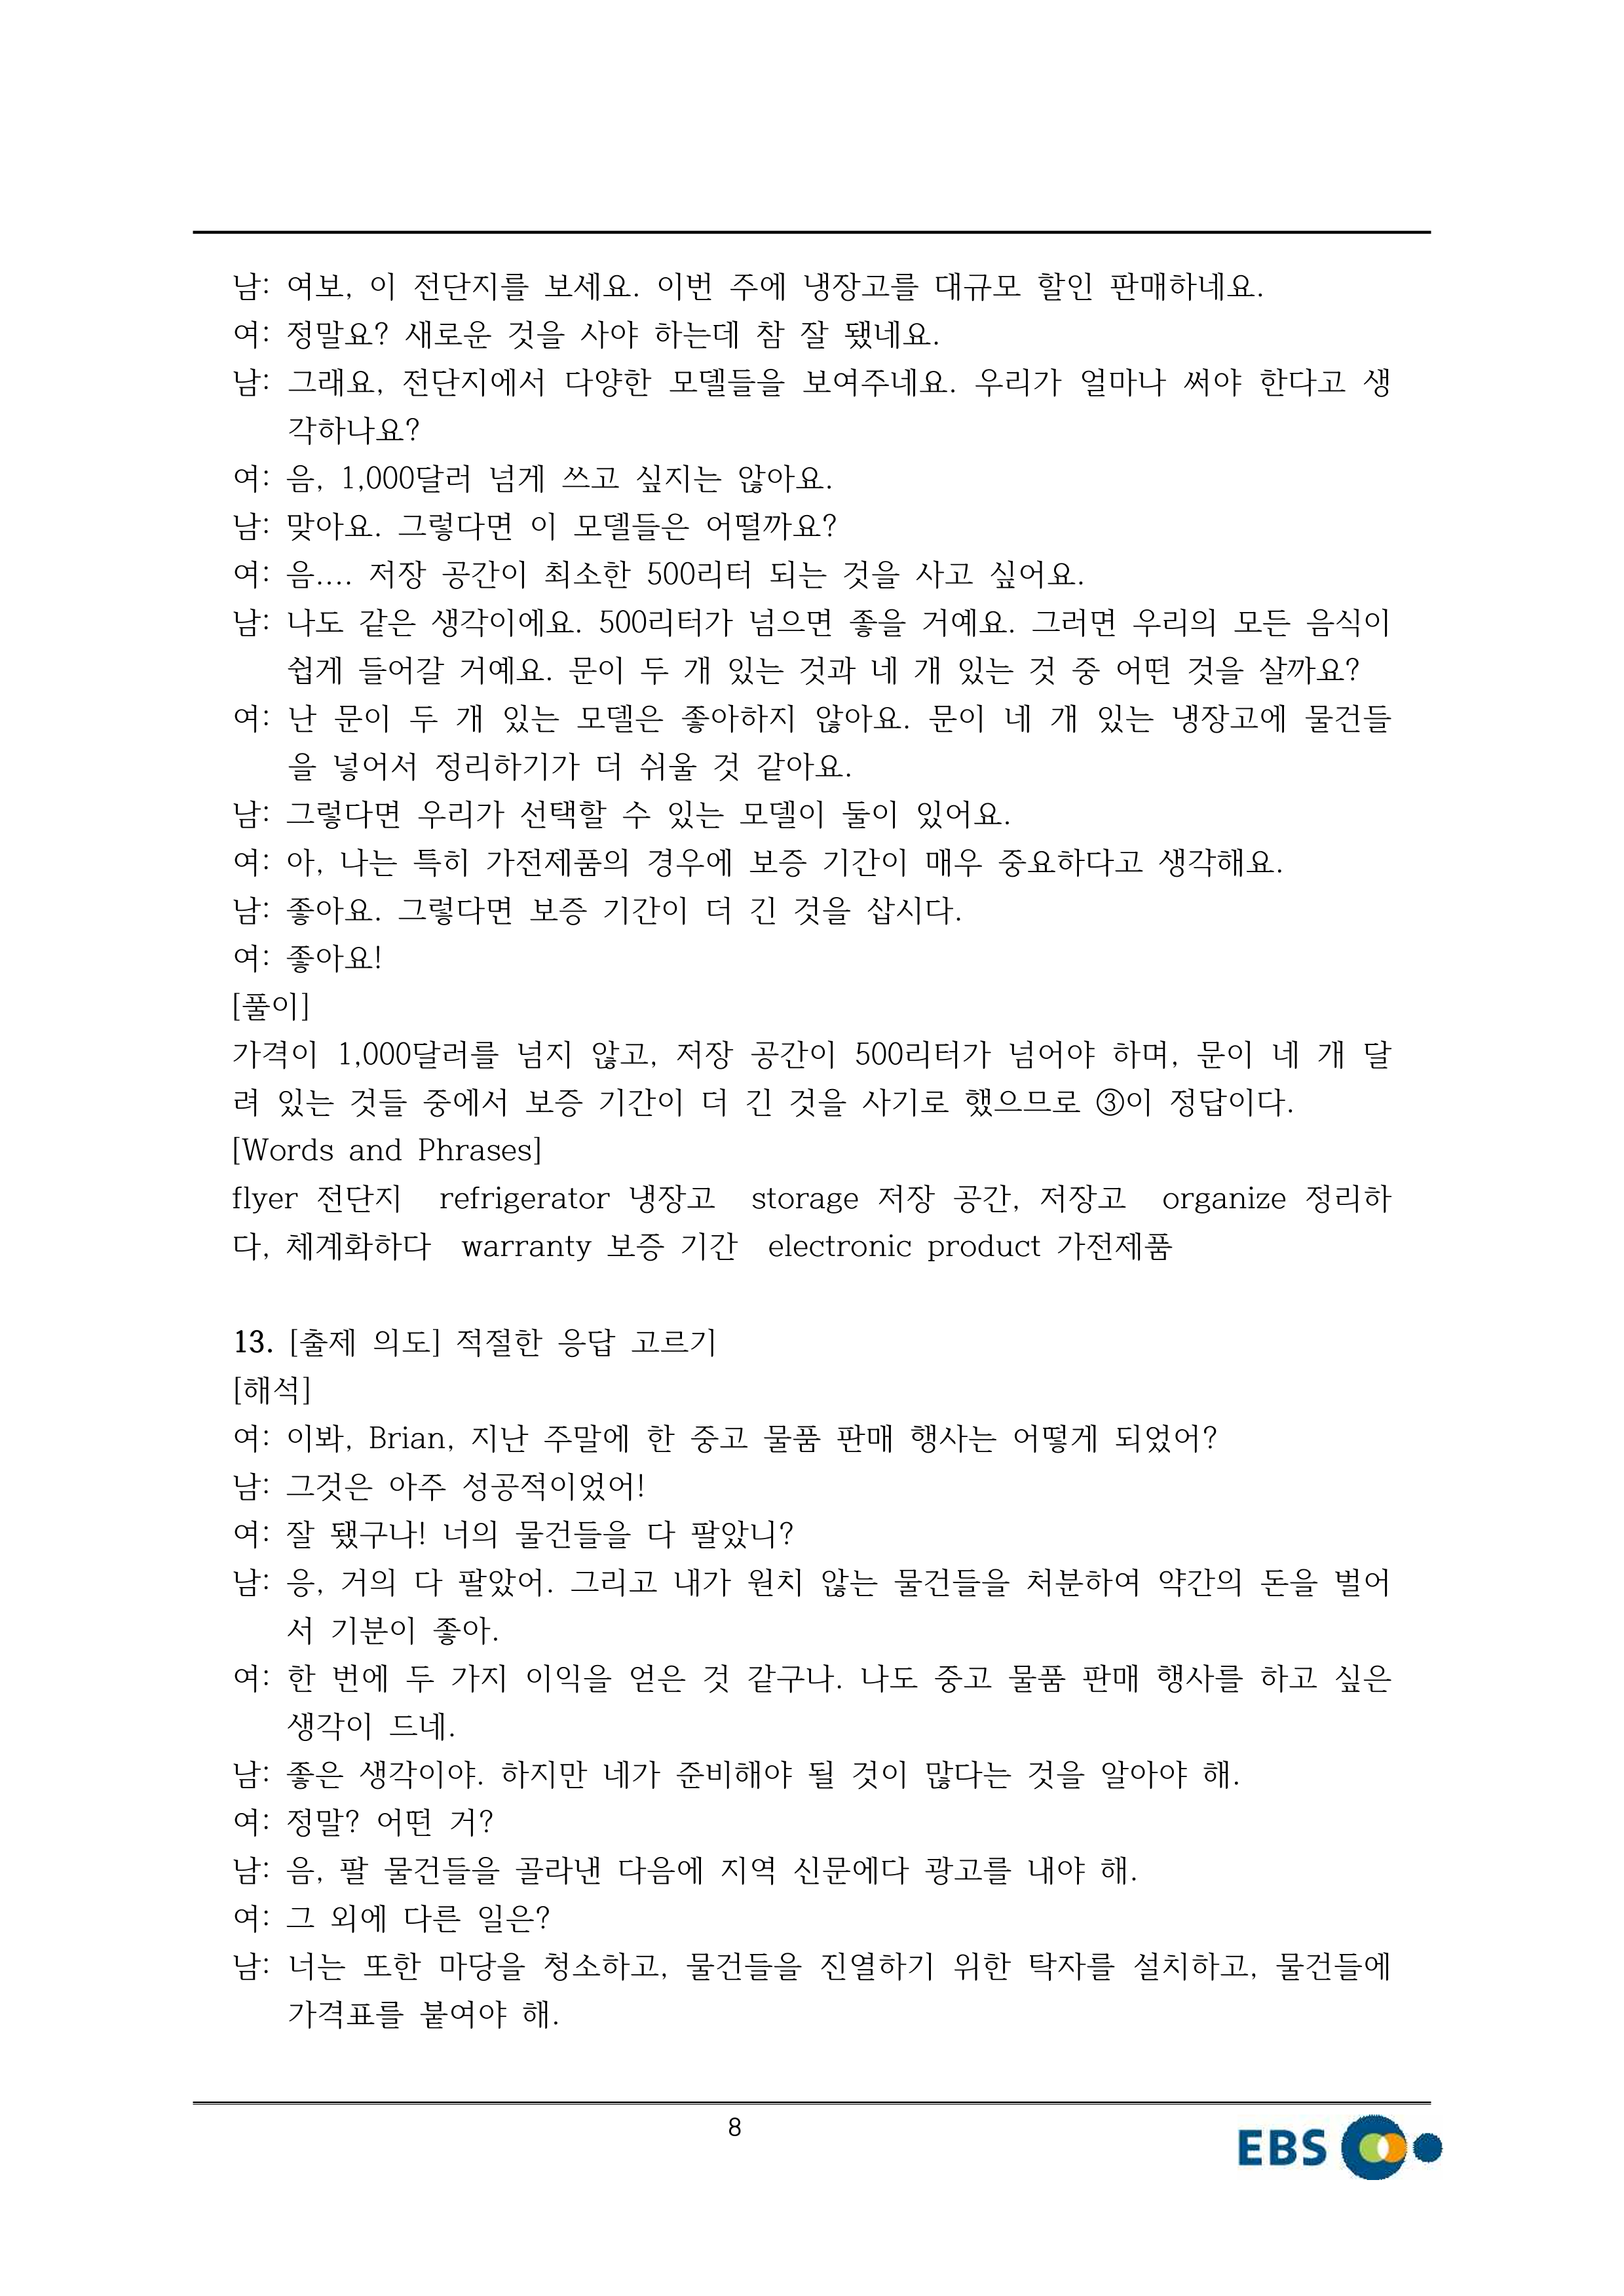 남: 여보, 이 전단지를 보세요. 이번 주에 냉장고를 대규모 할인 판매하네요.
여: 정말요? 새로운 것을 사야 하는데 참 잘 됐네요.
남: 그래요, 전단지에서 다양한 모델들을 보여주네요. 우리가 얼마나 써야 한다고 생
각하나요?
여: 음, 1,000달러 넘게 쓰고 싶지는 않아요.
남: 맞아요. 그렇다면 이 모델들은 어떨까요?
여: 음.... 저장 공간이 최소한 500리터 되는 것을 사고 싶어요.
남: 나도 같은 생각이에요. 500리터가 넘으면 좋을 거예요. 그러면 우리의 모든 음식이
쉽게 들어갈 거예요. 문이 두 개 있는 것과 네 개 있는 것 중 어떤 것을 살까요?
여: 난 문이 두 개 있는 모델은 좋아하지 않아요. 문이 네 개 있는 냉장고에 물건들
을 넣어서 정리하기가 더 쉬울 것 같아요.
남: 그렇다면 우리가 선택할 수 있는 모델이 둘이 있어요.
여: 아, 나는 특히 가전제품의 경우에 보증 기간이 매우 중요하다고 생각해요.
남: 좋아요. 그렇다면 보증 기간이 더 긴 것을 삽시다.
여: 좋아요!
[풀이]
가격이 1,000달러를 넘지 않고, 저장 공간이 500리터가 넘어야 하며, 문이 네 개 달
려 있는 것들 중에서 보증 기간이 더 긴 것을 사기로 했으므로 ③이 정답이다.
[Words and Phrases]
flyer 전단지  refrigerator 냉장고  storage 저장 공간, 저장고  organize 정리하
다, 체계화하다  warranty 보증 기간  electronic product 가전제품
13. [출제 의도] 적절한 응답 고르기
[해석]
여: 이봐, Brian, 지난 주말에 한 중고 물품 판매 행사는 어떻게 되었어?
남: 그것은 아주 성공적이었어!
여: 잘 됐구나! 너의 물건들을 다 팔았니?
남: 응, 거의 다 팔았어. 그리고 내가 원치 않는 물건들을 처분하여 약간의 돈을 벌어
서 기분이 좋아.
여: 한 번에 두 가지 이익을 얻은 것 같구나. 나도 중고 물품 판매 행사를 하고 싶은
생각이 드네.
남: 좋은 생각이야. 하지만 네가 준비해야 될 것이 많다는 것을 알아야 해.
여: 정말? 어떤 거?
남: 음, 팔 물건들을 골라낸 다음에 지역 신문에다 광고를 내야 해.
여: 그 외에 다른 일은?
남: 너는 또한 마당을 청소하고, 물건들을 진열하기 위한 탁자를 설치하고, 물건들에
가격표를 붙여야 해.
8
EBS